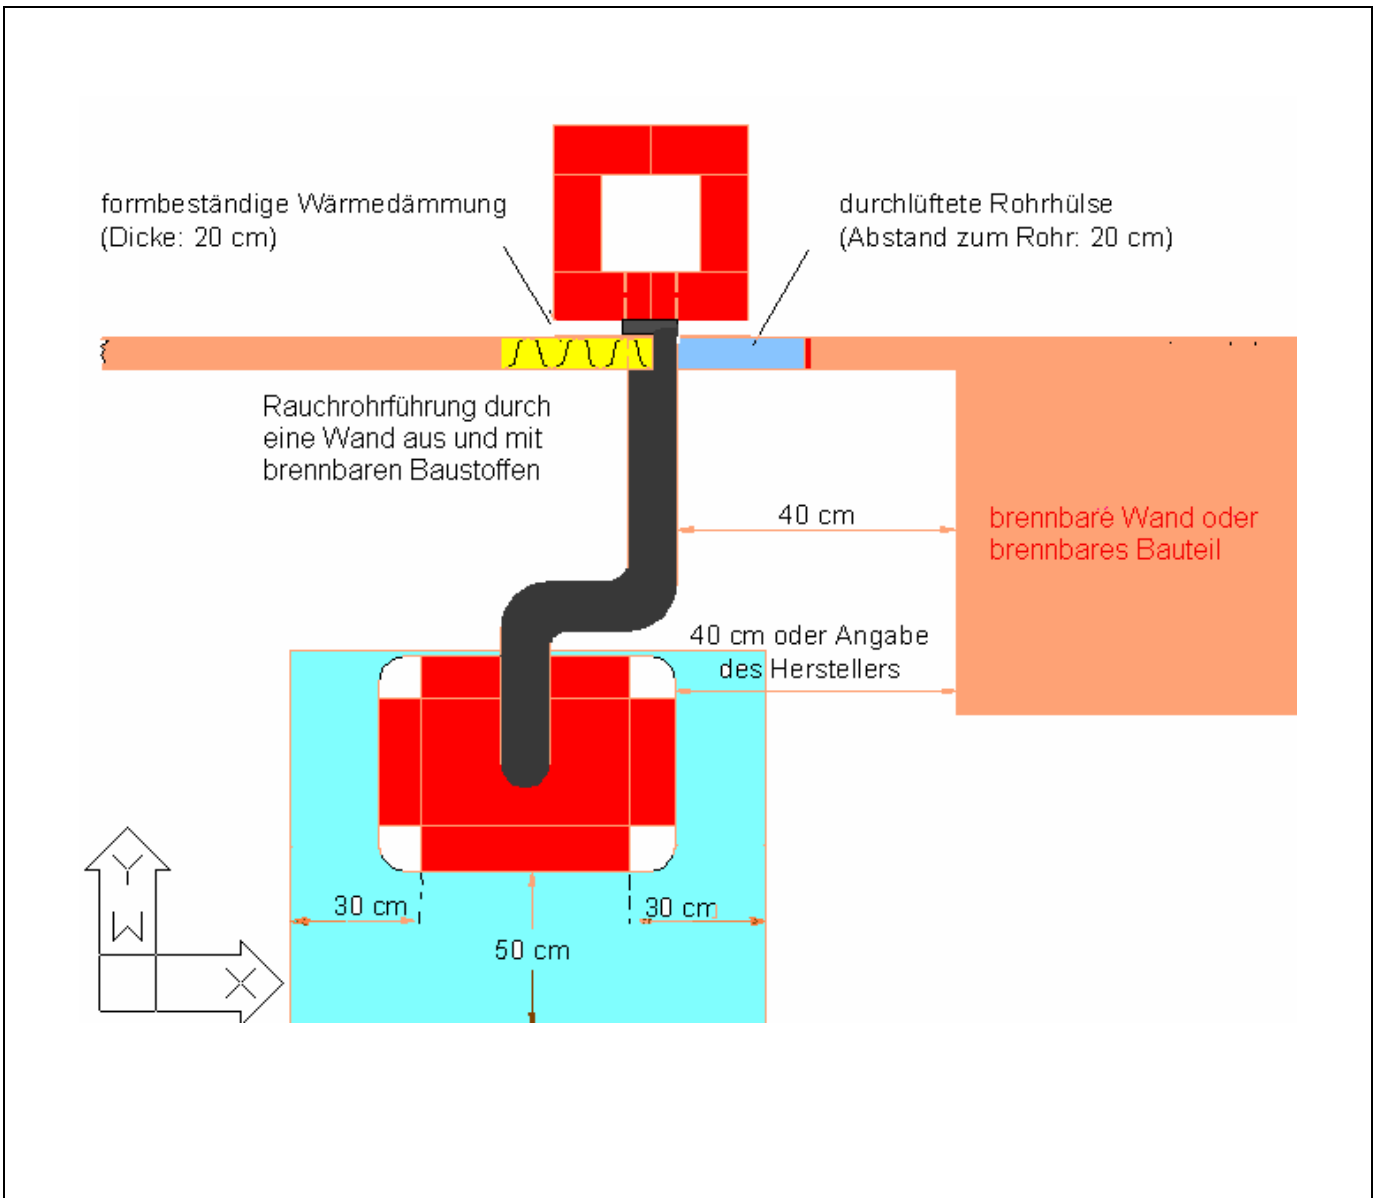 formbeständige Wärmedämmung
(Dicke: 20 cm)
durchlüftete Rohrhülse
(Abstand zum Rohr: 20 cm)
Rauchrohrführung durch
eine Wand aus und mit
brennbaren Baustoffen
40 cm
brennbare Wand oder
brennbares Bauteil
40 cm oder Angabe
des Herstellers
30 cm
30 cm
50 cm
Y
W
X